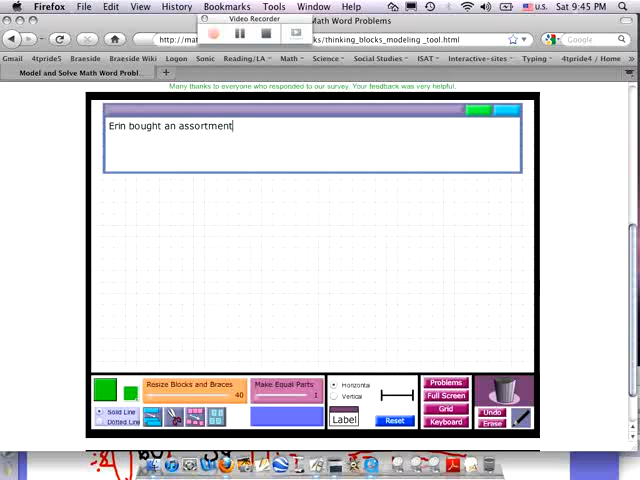 Firefox File Edit View History Bookmarks Tools Window Help U.S. Sat 9:45 PM
Video Recorder
Math Word Problems
http://mat ks/thinking_blocks_modeling _tool.html Google
Gmail 4tpride5 Braeside Braeside Wiki Logon Sonic Reading/LA Math Science Social Studies ISAT Interactive-sites Typing 4tpride4 / Home
Model and Solve Math Word Probl...
Many thanks to everyone who responded to our survey. Your feedback was very helpful.
Erin bought an assortment
Resize Blocks and Braces
40
Make Equal Parts
1
Horizontal
Vertical
Solid Line
Dotted Line
Label
Reset
Problems
Full Screen
Grid
Keyboard
Undo
Erase